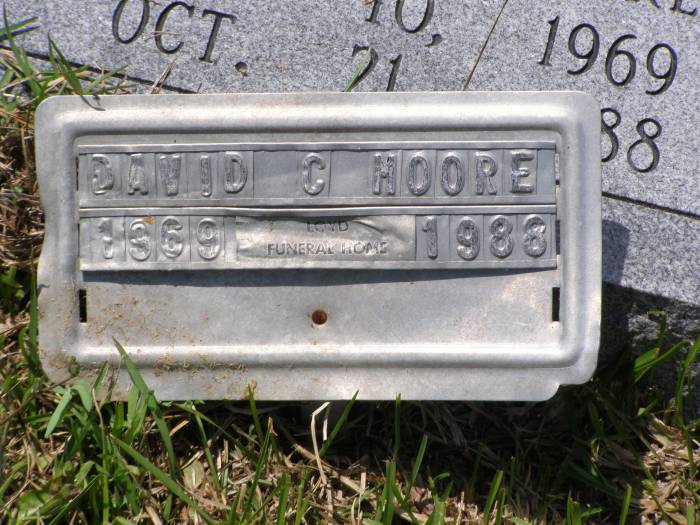 OCT. 10, 1969
21 88
DAVID C MOORE
1969 LOYD FUNERAL HOME 1988